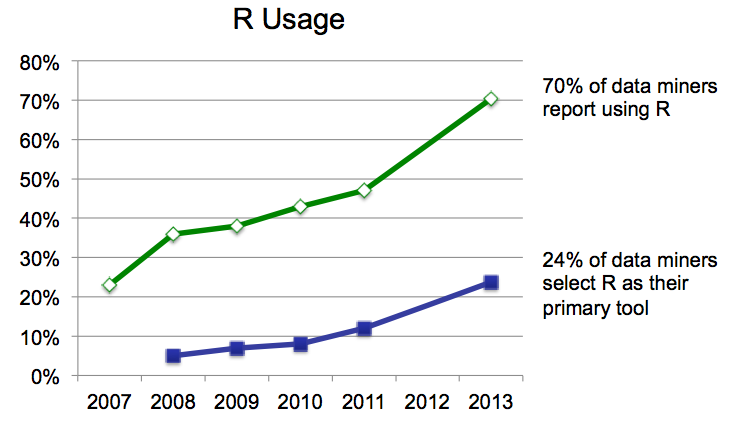 R Usage
80%
70%
60%
50%
40%
30%
20%
10%
0%
2007 2008 2009 2010 2011 2012 2013
70% of data miners
report using R
24% of data miners
select R as their
primary tool